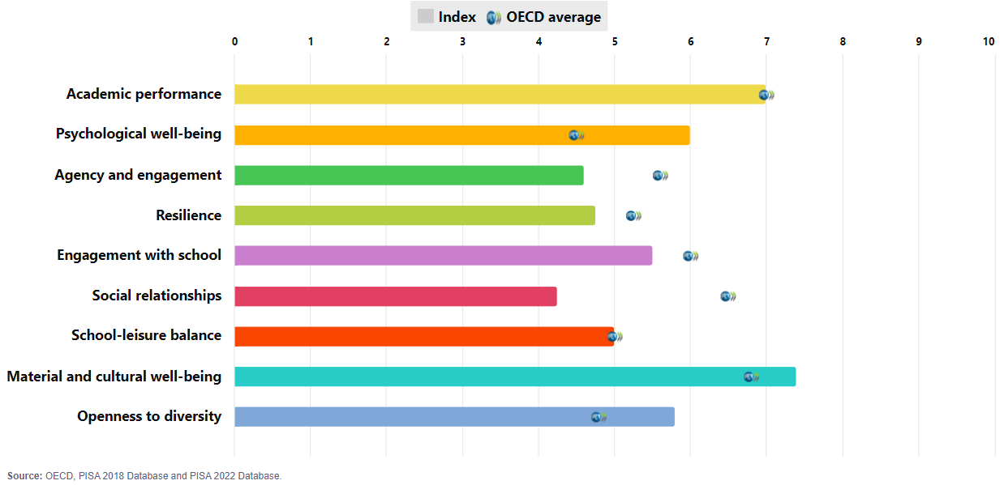 Index OECD average
0 1 2 3 4 5 6 7 8 9 10
Academic performance
Psychological well-being
Agency and engagement
Resilience
Engagement with school
Social relationships
School-leisure balance
Material and cultural well-being
Openness to diversity
Source: OECD, PISA 2018 Database and PISA 2022 Database.